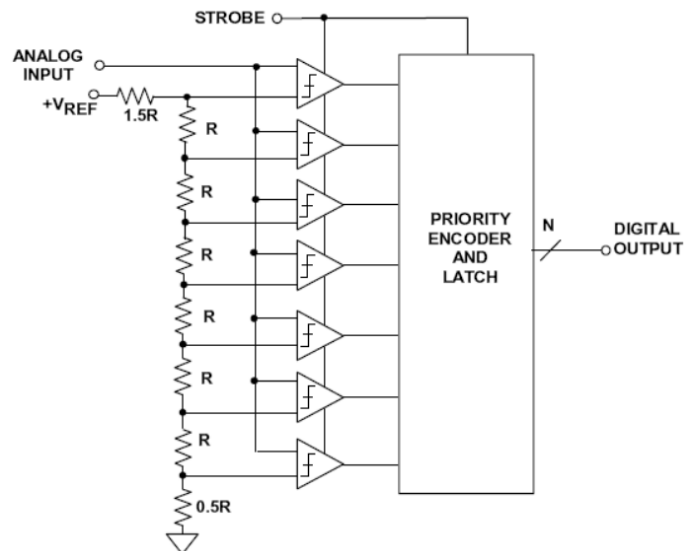 STROBE
ANALOG
INPUT
+VREF
1.5R
R
R
R
R
R
R
0.5R
PRIORITY
ENCODER
AND
LATCH
N
DIGITAL
OUTPUT